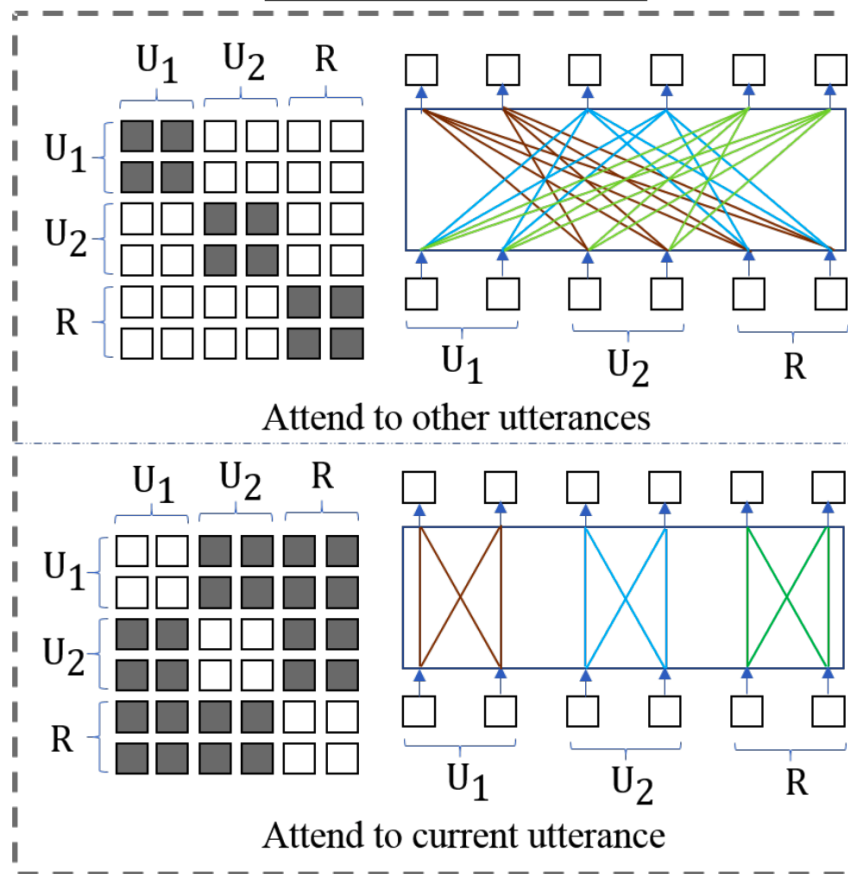 U1 U2 R
U1
U2
R
U1 U2 R
Attend to other utterances
U1 U2 R
U1
U2
R
U1 U2 R
Attend to current utterance